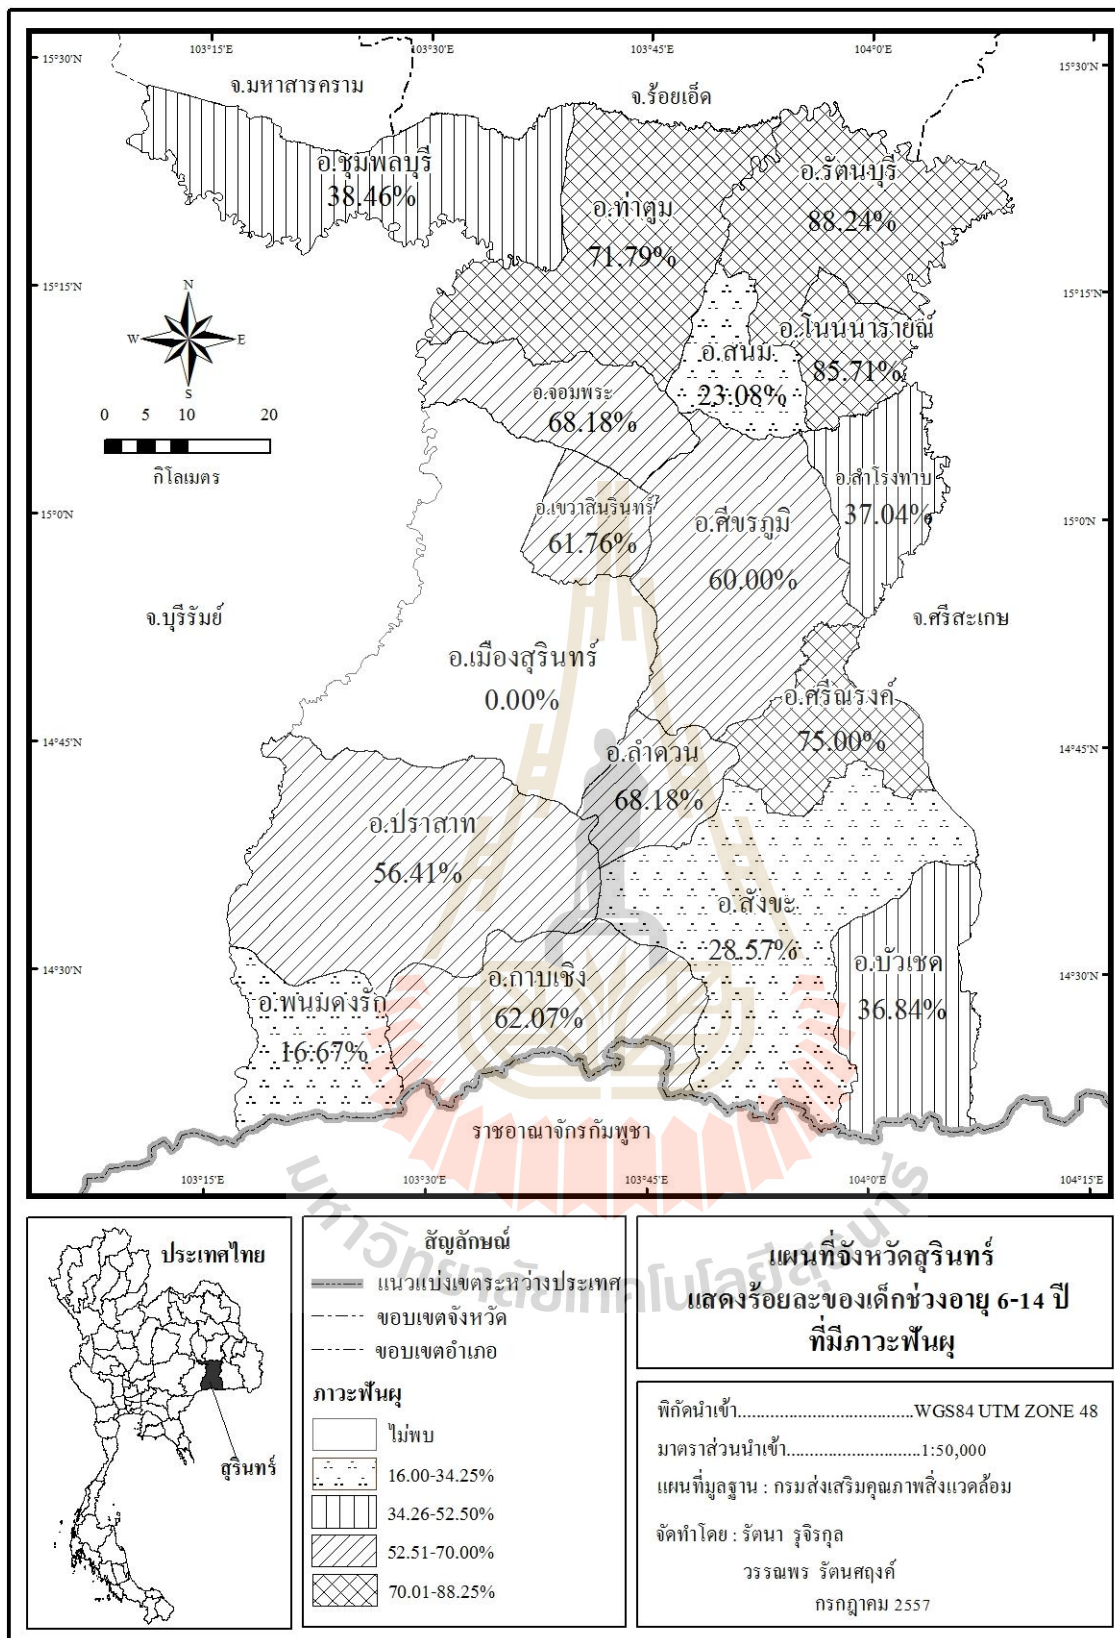 103°15'E 103°30'E 103°45'E 104°0'E
15°30'N 15°30'N
จ.มหาสารคราม
จ.ร้อยเอ็ด
อ.ชุมพลบุรี
38.46%
อ.รัตนบุรี
88.24%
อ.ท่าตูม
71.79%
15°15'N 15°15'N
N
W E
S
อ.โนนนารายณ์
85.71%
อ.สนม
23.08%
อ.จอมพระ
68.18%
0 5 10 20
กิโลเมตร
อ.สำโรงทาบ
37.04%
อ.เขวาสินรินทร์
61.76%
อ.ศีขรภูมิ
60.00%
15°0'N 15°0'N
จ.บุรีรัมย์
จ.ศรีสะเกษ
อ.เมืองสุรินทร์
0.00%
อ.ศรีณรงค์
75.00%
14°45'N 14°45'N
อ.ลำดวน
68.18%
อ.ปราสาท
56.41%
อ.สังขะ
28.57%
14°30'N 14°30'N
อ.บัวเชด
36.84%
อ.กาบเชิง
62.07%
อ.พนมดงรัก
16.67%
ราชอาณาจักรกัมพูชา
103°15'E 103°30'E 103°45'E 104°0'E 104°15'E
มหาวิทยาลัยเทคโนโลยีสุรนารี
ประเทศไทย
สุรินทร์
สัญลักษณ์
แนวแบ่งเขตระหว่างประเทศ
ขอบเขตจังหวัด
ขอบเขตอำเภอ
ภาวะฟันผุ
ไม่พบ
16.00-34.25%
34.26-52.50%
52.51-70.00%
70.01-88.25%
แผนที่จังหวัดสุรินทร์
แสดงร้อยละของเด็กช่วงอายุ 6-14 ปี
ที่มีภาวะฟันผุ
พิกัดนำเข้า....................................WGS84 UTM ZONE 48
มาตราส่วนนำเข้า...........................1:50,000
แผนที่มูลฐาน : กรมส่งเสริมคุณภาพสิ่งแวดล้อม
จัดทำโดย : รัตนา รุจิรกุล
วรรณพร รัตนศฤงค์
กรกฎาคม 2557